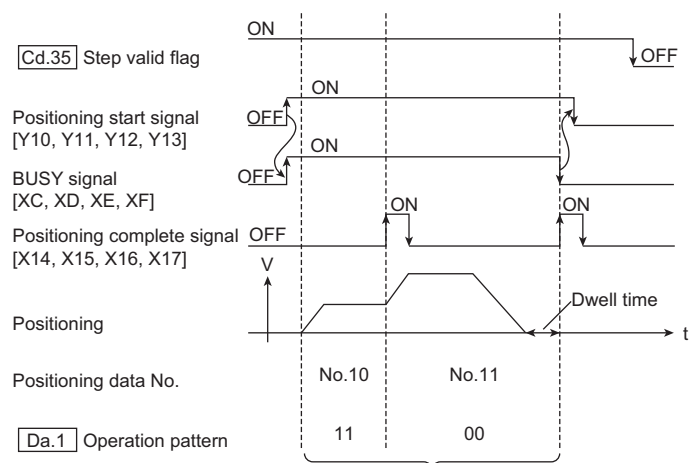 ON
Cd.35 Step valid flag
OFF
ON
Positioning start signal
OFF
[Y10, Y11, Y12, Y13]
ON
BUSY signal
OFF
[XC, XD, XE, XF]
ON
ON
Positioning complete signal
OFF
[X14, X15, X16, X17]
V
Dwell time
Positioning
t
Positioning data No.
No.10
No.11
Da.1 Operation pattern
11
00